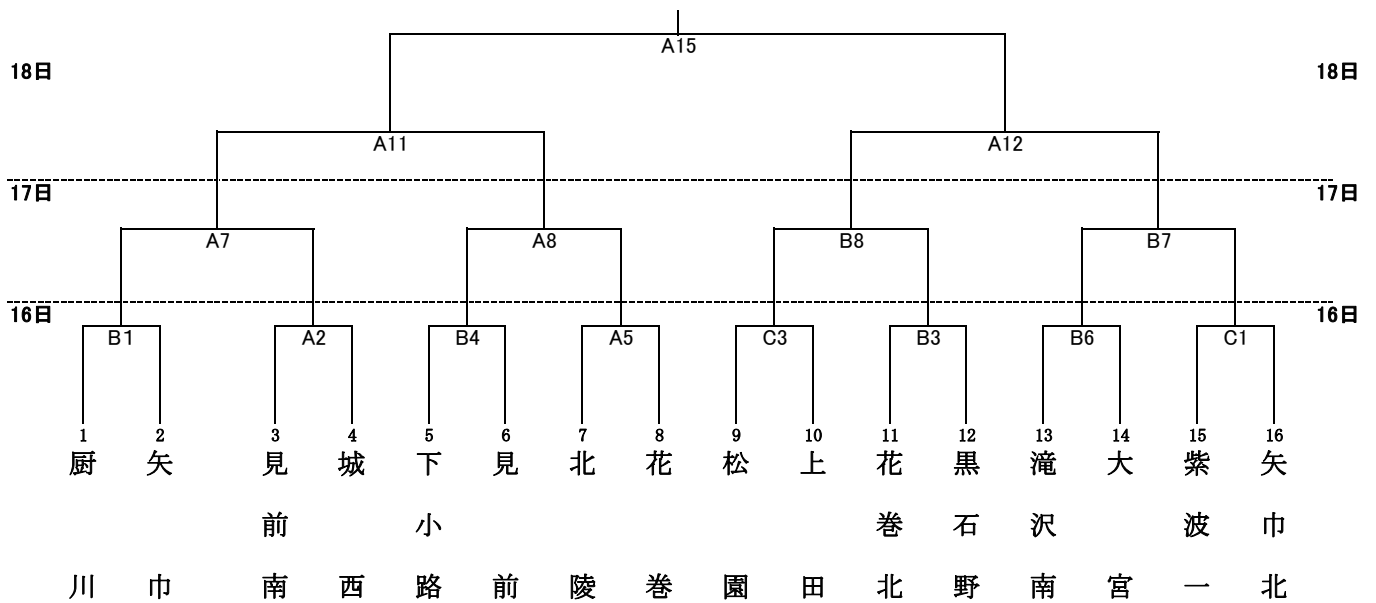 A15
18日 18日
A11 A12
17日 17日
A7 A8 B8 B7
16日 16日
B1 A2 B4 A5 C3 B3 B6 C1
1 2 3 4 5 6 7 8 9 10 11 12 13 14 15 16
厨川
矢巾
見前南
城西
下小路
見前
北陵
花巻
松園
上田
花巻北
黒石野
滝沢南
大宮
紫波一
矢巾北